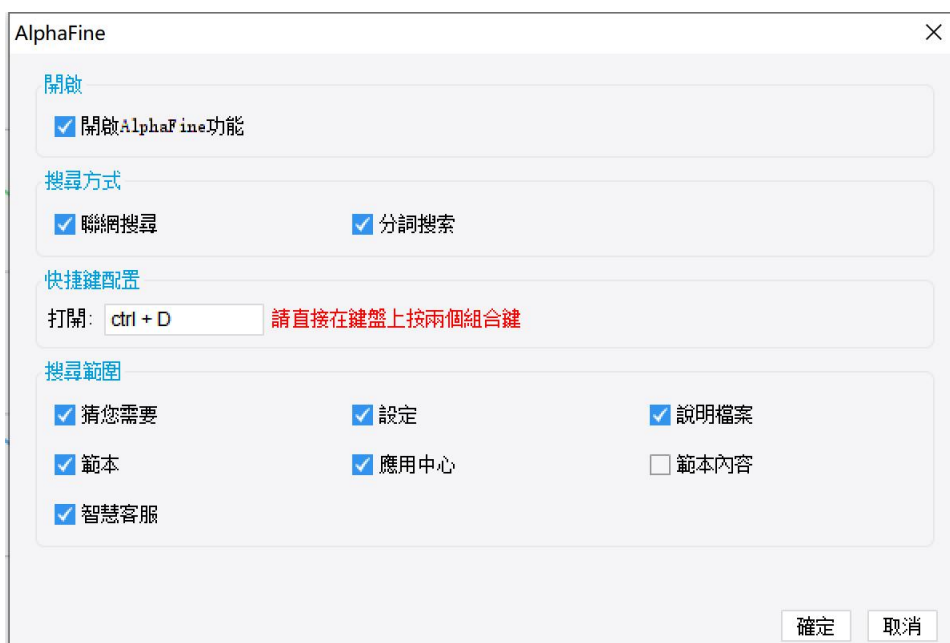 AlphaFine
開啟
開啟AlphaFine功能
搜尋方式
聯網搜尋 分詞搜索
快捷鍵配置
打開: ctrl + D 請直接在鍵盤上按兩個組合鍵
搜尋範圍
猜您需要 設定 說明檔案
範本 應用中心 範本內容
智慧客服
確定 取消